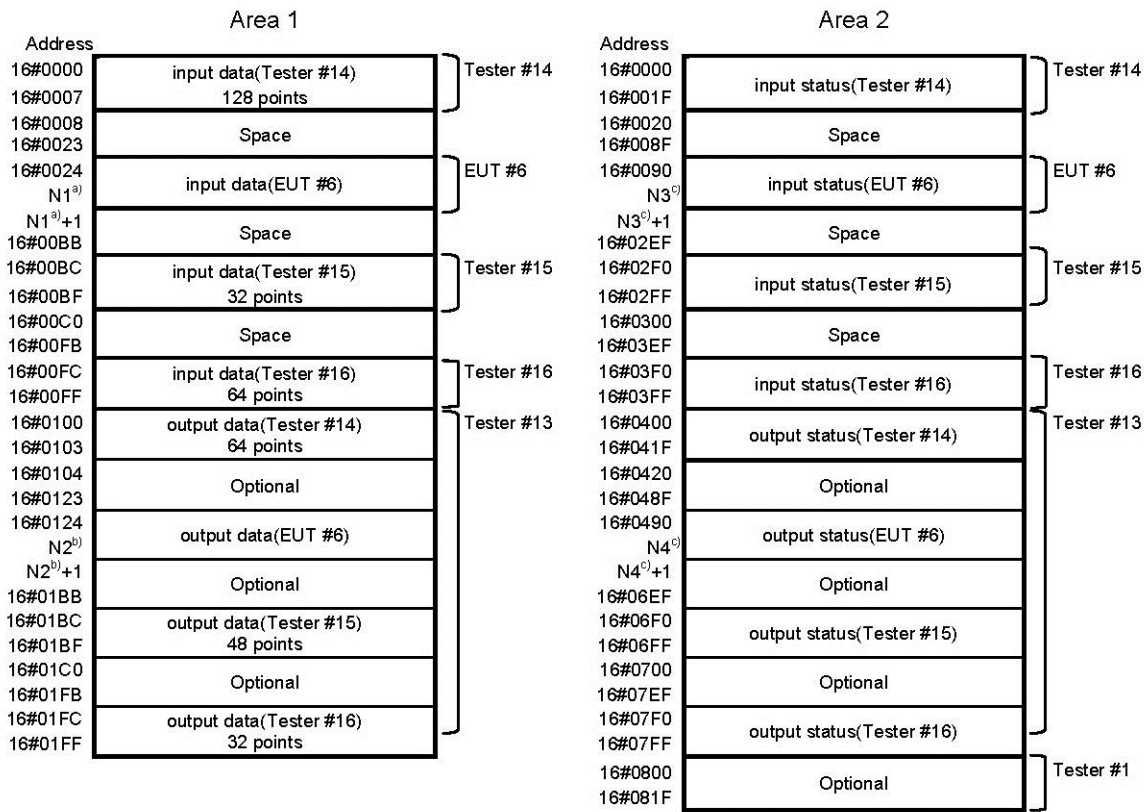 Area 1
Address
16#0000
input data(Tester #14)
Tester #14
16#0007
128 points
16#0008
Space
16#0023
16#0024
EUT #6
input data(EUT #6)
N1a)
N1a)+1
Space
16#00BB
16#00BC
input data(Tester #15)
Tester #15
16#00BF
32 points
16#00C0
Space
16#00FB
16#00FC
input data(Tester #16)
Tester #16
16#00FF
64 points
16#0100
output data(Tester #14)
Tester #13
16#0103
64 points
16#0104
Optional
16#0123
16#0124
output data(EUT #6)
N2b)
N2b)+1
Optional
16#01BB
16#01BC
output data(Tester #15)
16#01BF
48 points
16#01C0
Optional
16#01FB
16#01FC
output data(Tester #16)
16#01FF
32 points
Area 2
Address
16#0000
Tester #14
input status(Tester #14)
16#001F
16#0020
Space
16#008F
16#0090
EUT #6
input status(EUT #6)
N3c)
N3c)+1
Space
16#02EF
16#02F0
Tester #15
input status(Tester #15)
16#02FF
16#0300
Space
16#03EF
16#03F0
Tester #16
input status(Tester #16)
16#03FF
16#0400
Tester #13
output status(Tester #14)
16#041F
16#0420
Optional
16#048F
16#0490
output status(EUT #6)
N4c)
N4c)+1
Optional
16#06EF
16#06F0
output status(Tester #15)
16#06FF
16#0700
Optional
16#07EF
16#07F0
output status(Tester #16)
16#07FF
16#0800
Tester #1
Optional
16#081F